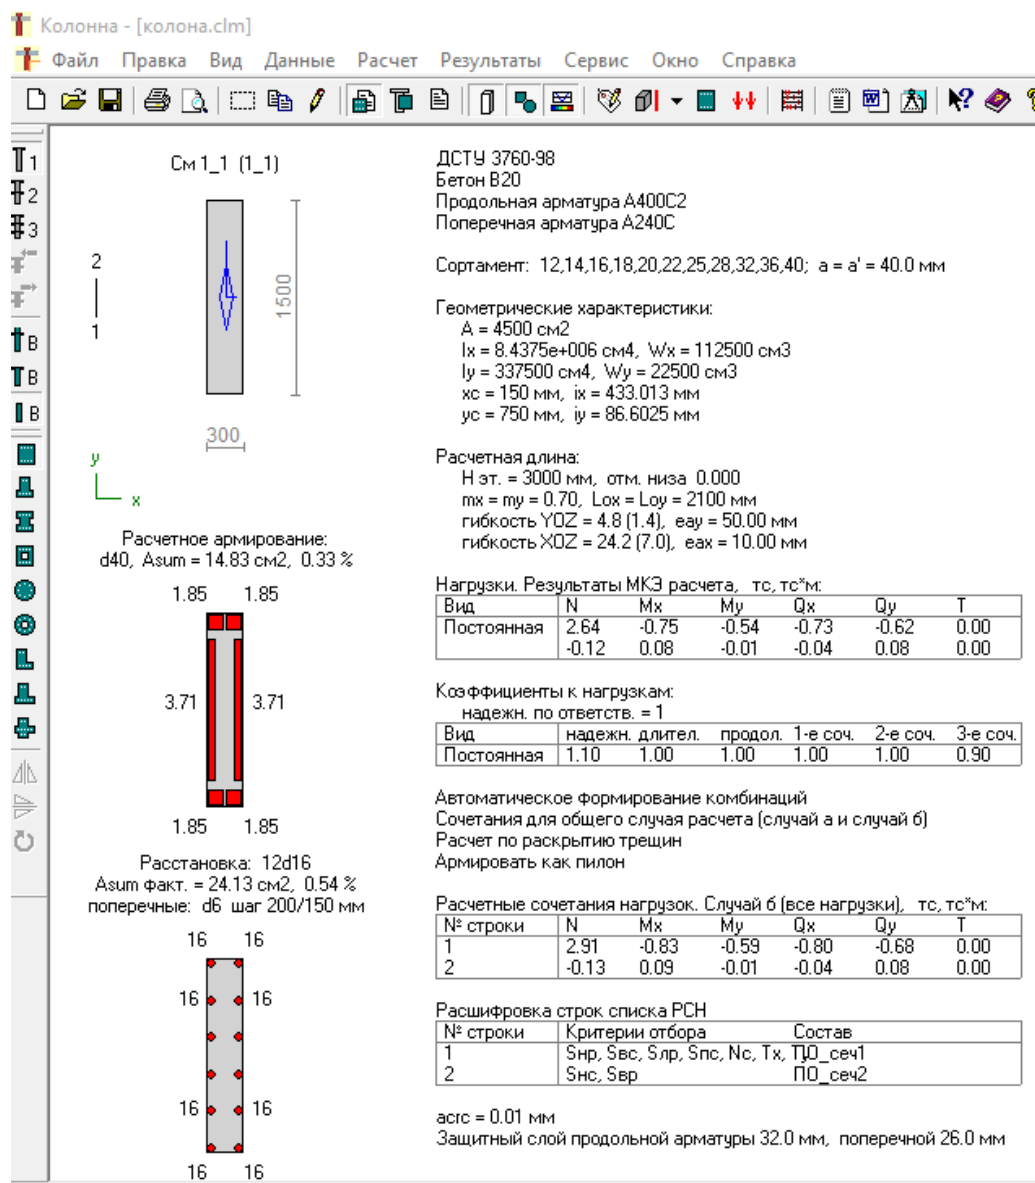 Колонна - [колона.clm]
Файл Правка Вид Данные Расчет Результаты Сервис Окно Справка
1
2
3
B
B
B
См 1_1 (1_1)
2
1
1500
300
y
x
Расчетное армирование:
d40, Asum = 14.83 см2, 0.33 %
1.85 1.85
3.71 3.71
1.85 1.85
Расстановка: 12d16
Asum факт. = 24.13 см2, 0.54 %
поперечные: d6 шаг 200/150 мм
16 16
16 16
16 16
16 16
ДСТУ 3760-98
Бетон B20
Продольная арматура A400C2
Поперечная арматура A240C
Сортамент: 12,14,16,18,20,22,25,28,32,36,40; a = a' = 40.0 мм
Геометрические характеристики:
A = 4500 см2
Ix = 8.4375e+006 см4, Wx = 112500 см3
Iy = 337500 см4, Wy = 22500 см3
xc = 150 мм, ix = 433.013 мм
yc = 750 мм, iy = 86.6025 мм
Расчетная длина:
H эт. = 3000 мм, отм. низа 0.000
mx = my = 0.70, Lox = Loy = 2100 мм
гибкость YOZ = 4.8 (1.4), eay = 50.00 мм
гибкость XOZ = 24.2 (7.0), eax = 10.00 мм
Нагрузки. Результаты МКЭ расчета, тс, тс*м:
Вид N Mx My Qx Qy T
Постоянная 2.64 -0.75 -0.54 -0.73 -0.62 0.00
-0.12 0.08 -0.01 -0.04 0.08 0.00
Коэффициенты к нагрузкам:
надежн. по ответств. = 1
Вид надежн. длител. продол. 1-е соч. 2-е соч. 3-е соч.
Постоянная 1.10 1.00 1.00 1.00 1.00 0.90
Автоматическое формирование комбинаций
Сочетания для общего случая расчета (случай а и случай б)
Расчет по раскрытию трещин
Армировать как пилон
Расчетные сочетания нагрузок. Случай б (все нагрузки), тс, тс*м:
№ строки N Mx My Qx Qy T
1 2.91 -0.83 -0.59 -0.80 -0.68 0.00
2 -0.13 0.09 -0.01 -0.04 0.08 0.00
Расшифровка строк списка РСН
№ строки Критерии отбора Состав
1 Sнр, Sвс, Sлр, Sпс, Nc, Tx, ПО_сеч1
2 Sнс, Sвр ПО_сеч2
acrc = 0.01 мм
Защитный слой продольной арматуры 32.0 мм, поперечной 26.0 мм